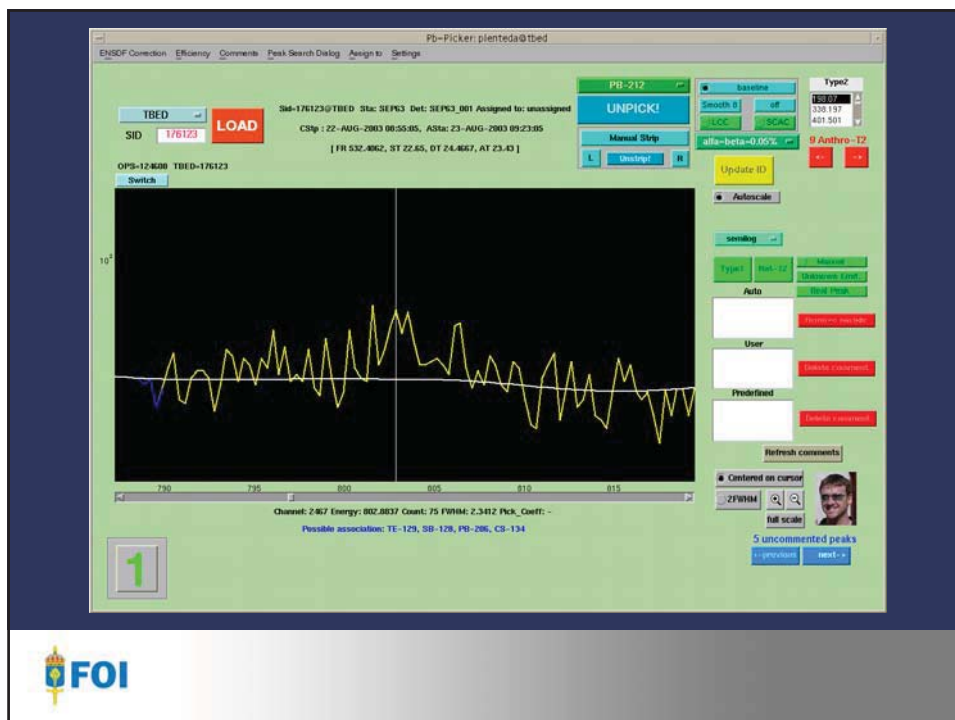 Pb-Picker: plenteda@tbed
ENSDF Correction Efficiency Comments Peak Search Dialog Assign to Settings
TBED
SID 176123
LOAD
Sid=176123@TBED Sta: SEP63 Det: SEP63_001 Assigned to: unassigned
CStp : 22-AUG-2003 08:55:05, ASta: 23-AUG-2003 09:23:05
[ FR 532.4062, ST 22.65, DT 24.4667, AT 23.43 ]
PB-212
UNPICK!
Manual Strip
L Unstrip! R
baseline
Smooth 0 off
LCC SCAC
alfa=beta=0.05%
Type2
198.07
338.197
401.501
9 Anthro-T2
<- ->
OPS=124600 TBED=176123
Switch
Update ID
Autoscale
semilog
Type1 Nat-T2
Manual
Real Peak
Auto
User
Delete comment
Predefined
Delete comment
Refresh comments
790 795 800 805 810 815
Channel: 2467 Energy: 802.8837 Count: 75 FWHM: 2.3412 Pick_Coeff: -
Possible association: TE-129, SB-128, PB-206, CS-134
Centered on cursor
2FWHM
full scale
5 uncommented peaks
<-previous next->
1
FOI